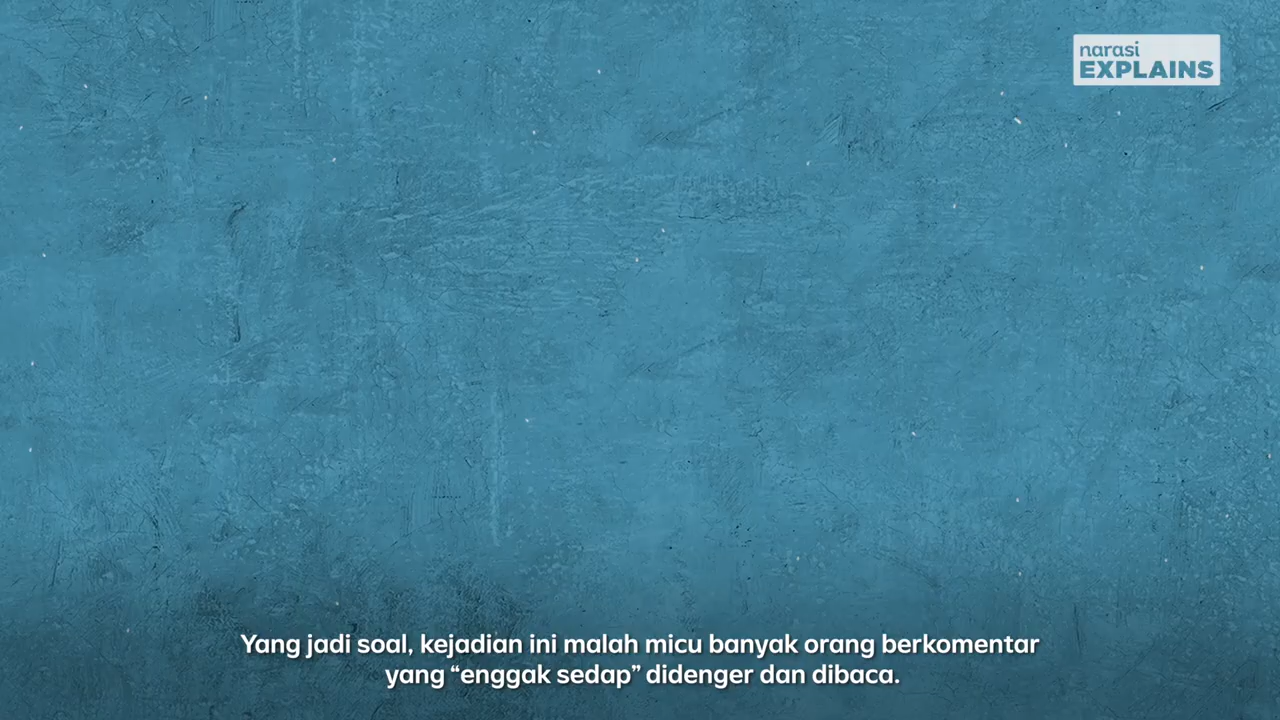 narasi
EXPLAINS
Yang jadi soal, kejadian ini malah micu banyak orang berkomentar
yang “enggak sedap” didenger dan dibaca.